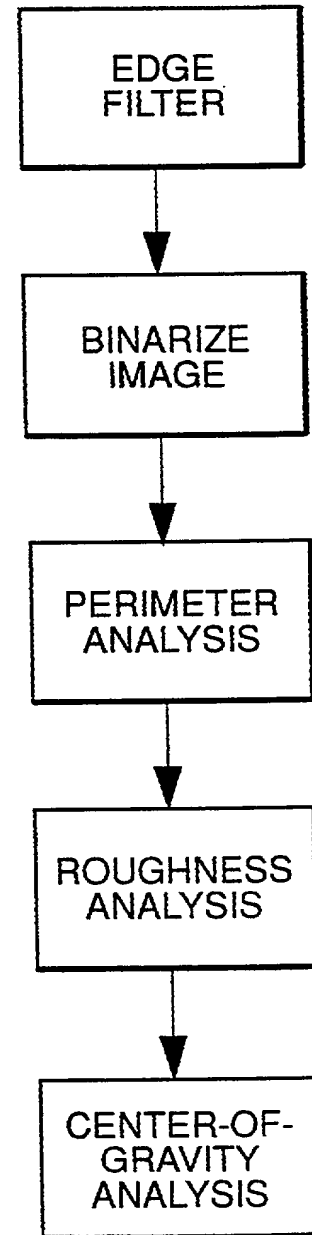 EDGE
FILTER
BINARIZE
IMAGE
PERIMETER
ANALYSIS
ROUGHNESS
ANALYSIS
CENTER-OF-
GRAVITY
ANALYSIS